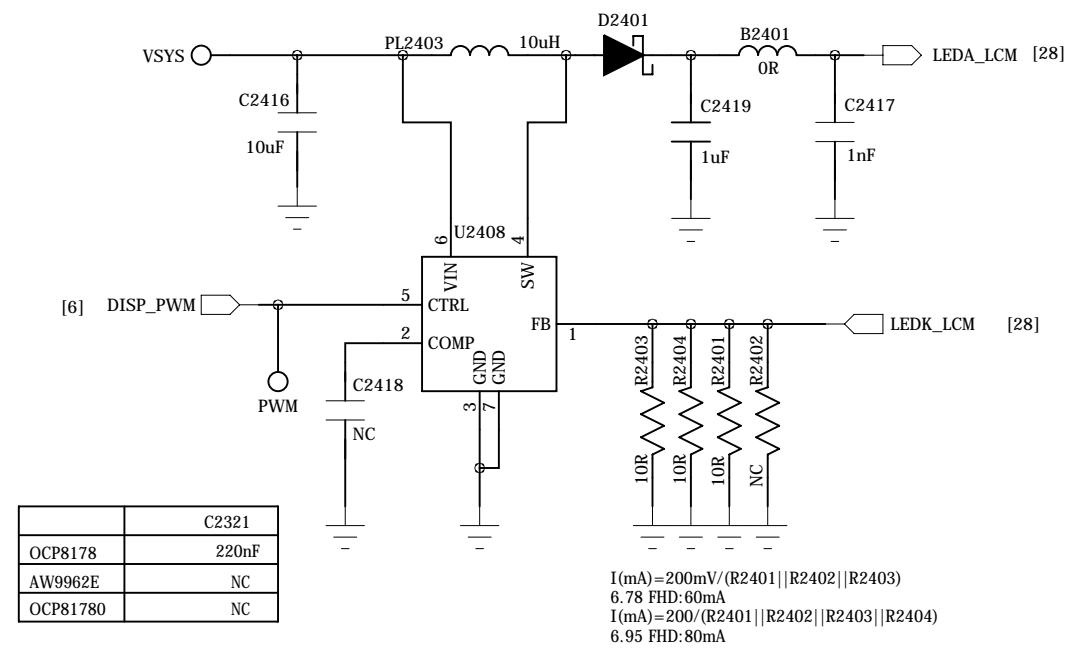 D2401
B2401
VSYS
PL2403
10uH
0R
LEDA_LCM [28]
C2416
10uF
C2419
1uF
C2417
1nF
6
U2408
4
VIN
SW
[6] DISP_PWM
5
CTRL
FB
1
LEDK_LCM [28]
2
COMP
GND
GND
3
7
R2403
R2404
R2401
R2402
PWM
C2418
NC
10R
10R
10R
NC
C2321
OCP8178 220nF
AW9962E NC
OCP81780 NC
I(mA)=200mV/(R2401||R2402||R2403)
6.78 FHD:60mA
I(mA)=200/(R2401||R2402||R2403||R2404)
6.95 FHD:80mA